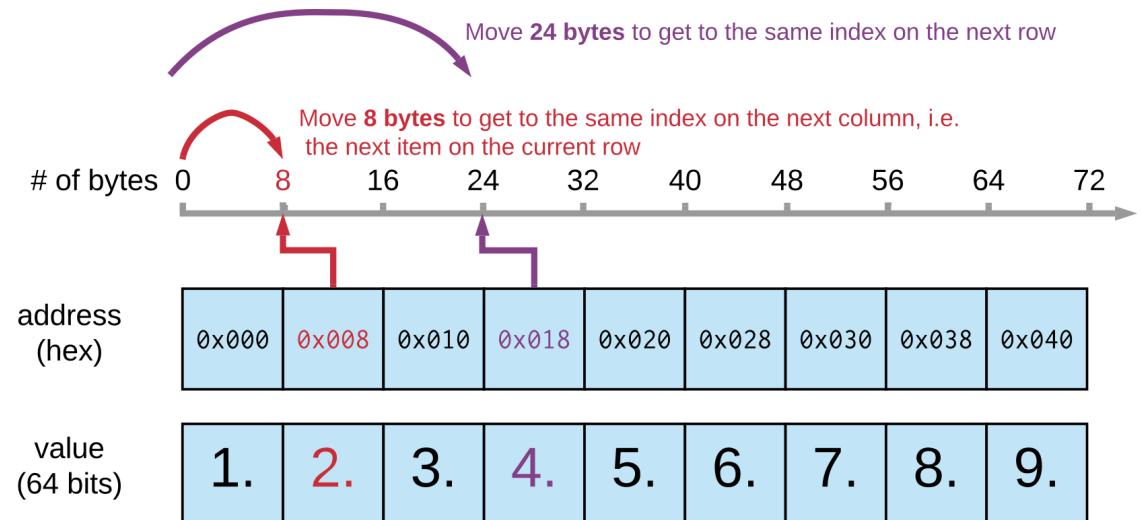 Move 24 bytes to get to the same index on the next row
Move 8 bytes to get to the same index on the next column, i.e.
the next item on the current row
# of bytes 0 8 16 24 32 40 48 56 64 72
address
(hex)
0x000 0x008 0x010 0x018 0x020 0x028 0x030 0x038 0x040
value
(64 bits)
1. 2. 3. 4. 5. 6. 7. 8. 9.